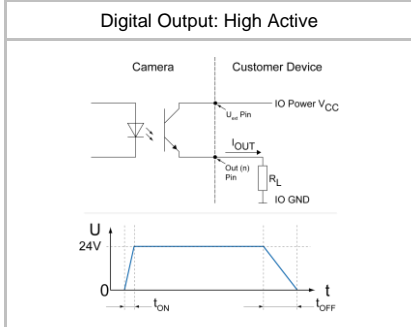 Digital Output: High Active
Camera
Customer Device
IO Power VCC
Uext Pin
IOUT
Out (n)
Pin
RL
IO GND
U
24V
0
t
tON
tOFF